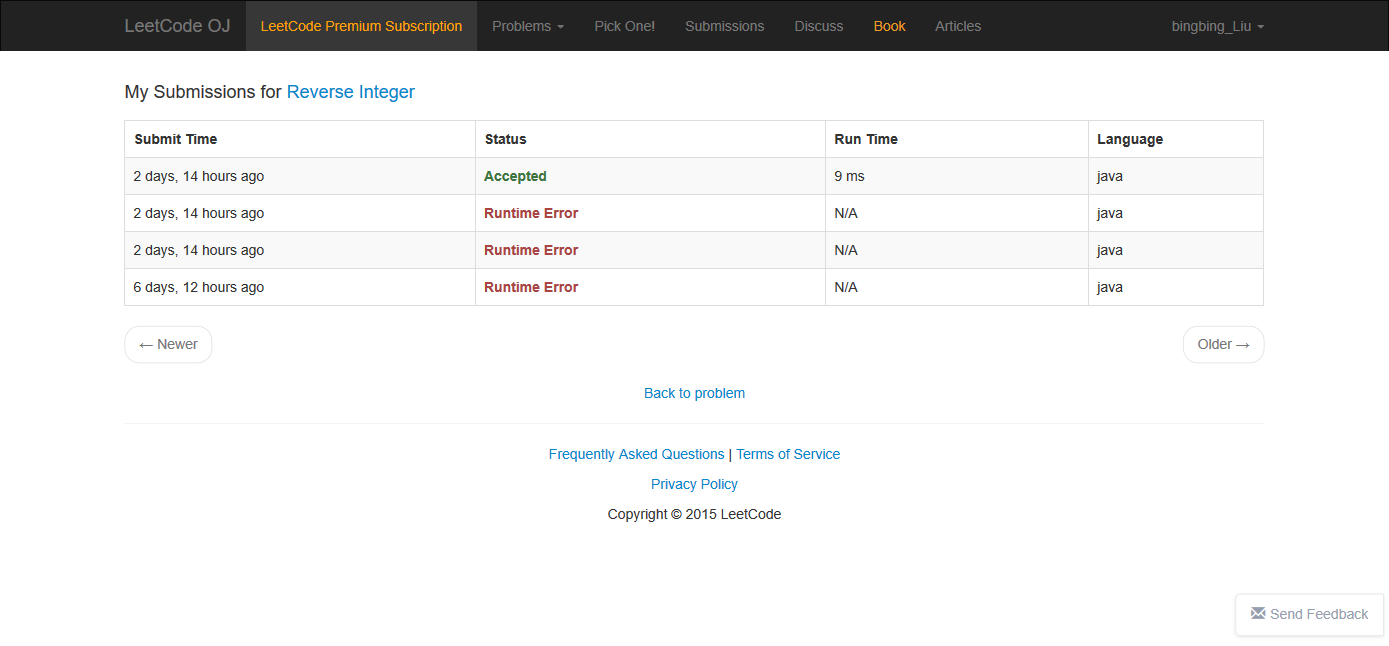 LeetCode OJ LeetCode Premium Subscription Problems Pick One! Submissions Discuss Book Articles bingbing_Liu
My Submissions for Reverse Integer
Submit Time Status Run Time Language
2 days, 14 hours ago Accepted 9 ms java
2 days, 14 hours ago Runtime Error N/A java
2 days, 14 hours ago Runtime Error N/A java
6 days, 12 hours ago Runtime Error N/A java
← Newer Older →
Back to problem
Frequently Asked Questions | Terms of Service
Privacy Policy
Copyright © 2015 LeetCode
Send Feedback